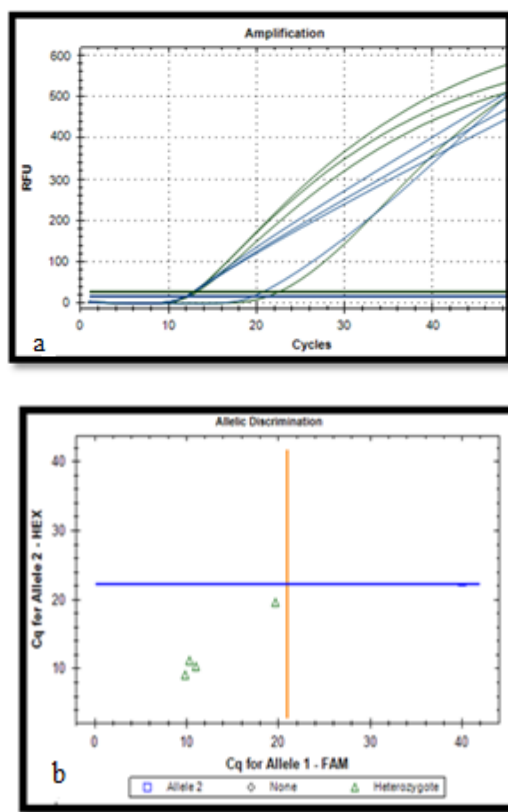 Amplification
600
500
400
300
200
100
0
RFU
0 10 20 30 40
Cycles
a
Allelic Discrimination
40
30
20
10
Cq for Allele 2 - HEX
0 10 20 30 40
Cq for Allele 1 - FAM
b
Allele 2 None Heterozygote